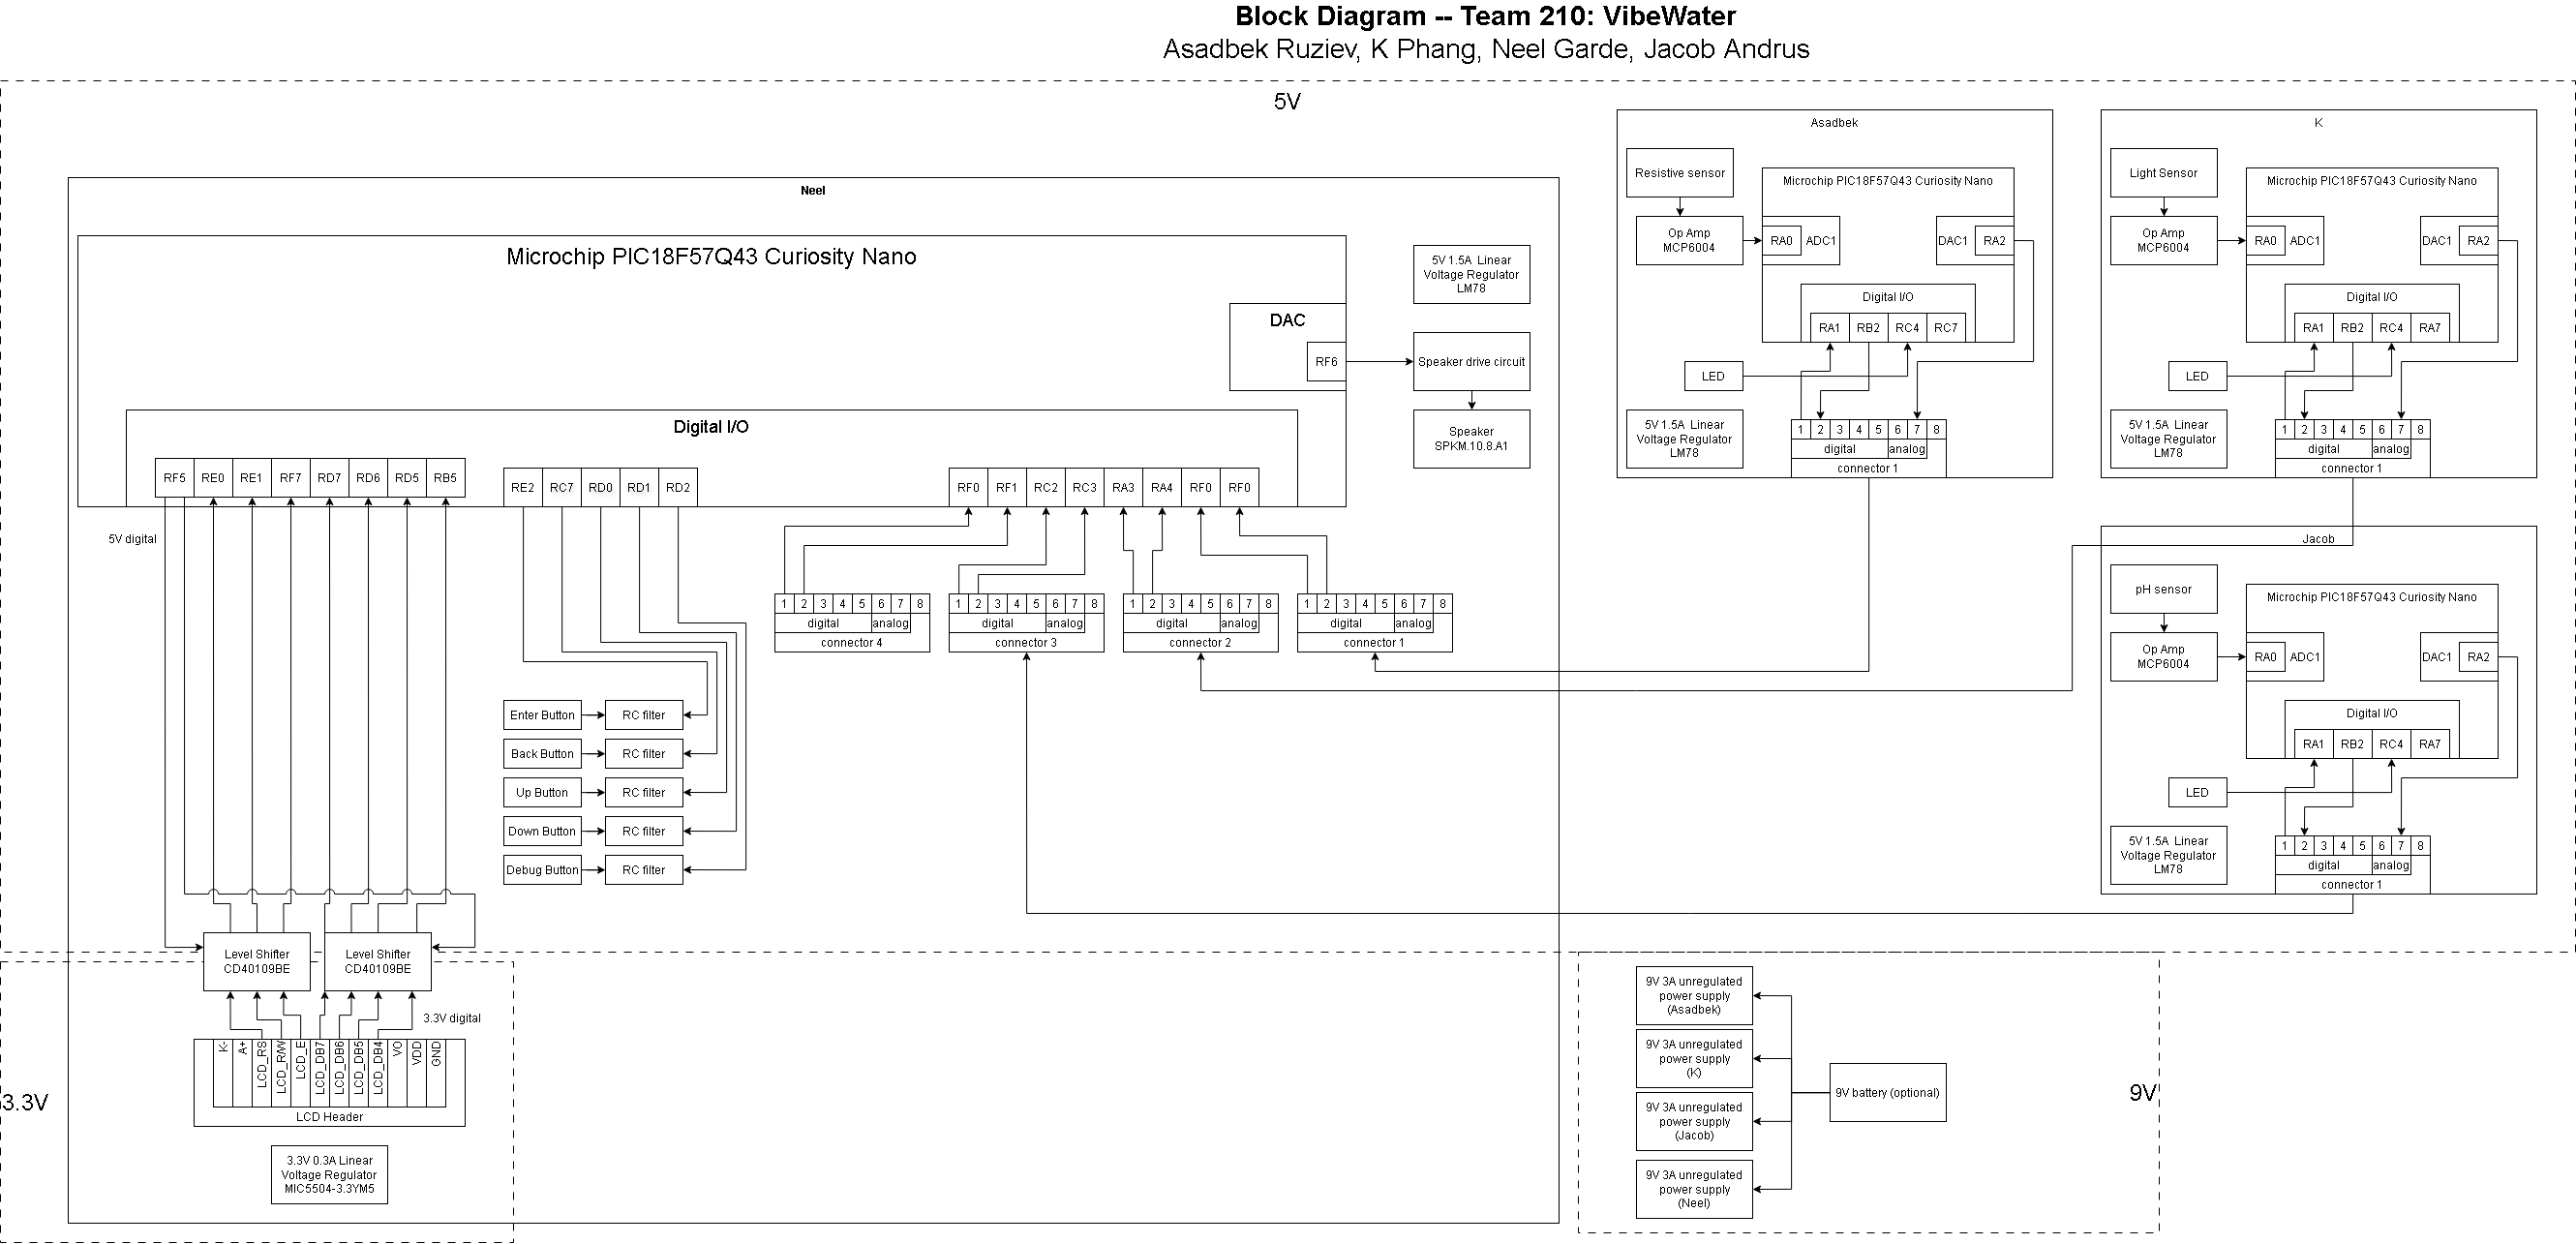 Block Diagram -- Team 210: VibeWater
Asadbek Ruziev, K Phang, Neel Garde, Jacob Andrus
5V
Neel
Microchip PIC18F57Q43 Curiosity Nano
DAC
RF6
5V 1.5A Linear
Voltage Regulator
LM78
Speaker drive circuit
Speaker
SPKM.10.8.A1
Digital I/O
RF5 RE0 RE1 RF7 RD7 RD6 RD5 RB5
RE2 RC7 RD0 RD1 RD2
RF0 RF1 RC2 RC3 RA3 RA4 RF0 RF0
5V digital
1 2 3 4 5 6 7 8
digital analog
connector 4
1 2 3 4 5 6 7 8
digital analog
connector 3
1 2 3 4 5 6 7 8
digital analog
connector 2
1 2 3 4 5 6 7 8
digital analog
connector 1
Enter Button RC filter
Back Button RC filter
Up Button RC filter
Down Button RC filter
Debug Button RC filter
Level Shifter
CD40109BE
Level Shifter
CD40109BE
3.3V digital
K- A+ LCD_RS LCD_R/W LCD_E LCD_DB7 LCD_DB6 LCD_DB5 LCD_DB4 VO VDD GND
LCD Header
3.3V
3.3V 0.3A Linear
Voltage Regulator
MIC5504-3.3YM5
Asadbek
Resistive sensor
Microchip PIC18F57Q43 Curiosity Nano
Op Amp
MCP6004
RA0 ADC1
DAC1 RA2
Digital I/O
RA1 RB2 RC4 RC7
LED
5V 1.5A Linear
Voltage Regulator
LM78
1 2 3 4 5 6 7 8
digital analog
connector 1
K
Light Sensor
Microchip PIC18F57Q43 Curiosity Nano
Op Amp
MCP6004
RA0 ADC1
DAC1 RA2
Digital I/O
RA1 RB2 RC4 RA7
LED
5V 1.5A Linear
Voltage Regulator
LM78
1 2 3 4 5 6 7 8
digital analog
connector 1
Jacob
pH sensor
Microchip PIC18F57Q43 Curiosity Nano
Op Amp
MCP6004
RA0 ADC1
DAC1 RA2
Digital I/O
RA1 RB2 RC4 RA7
LED
5V 1.5A Linear
Voltage Regulator
LM78
1 2 3 4 5 6 7 8
digital analog
connector 1
9V 3A unregulated
power supply
(Asadbek)
9V 3A unregulated
power supply
(K)
9V 3A unregulated
power supply
(Jacob)
9V 3A unregulated
power supply
(Neel)
9V battery (optional)
9V